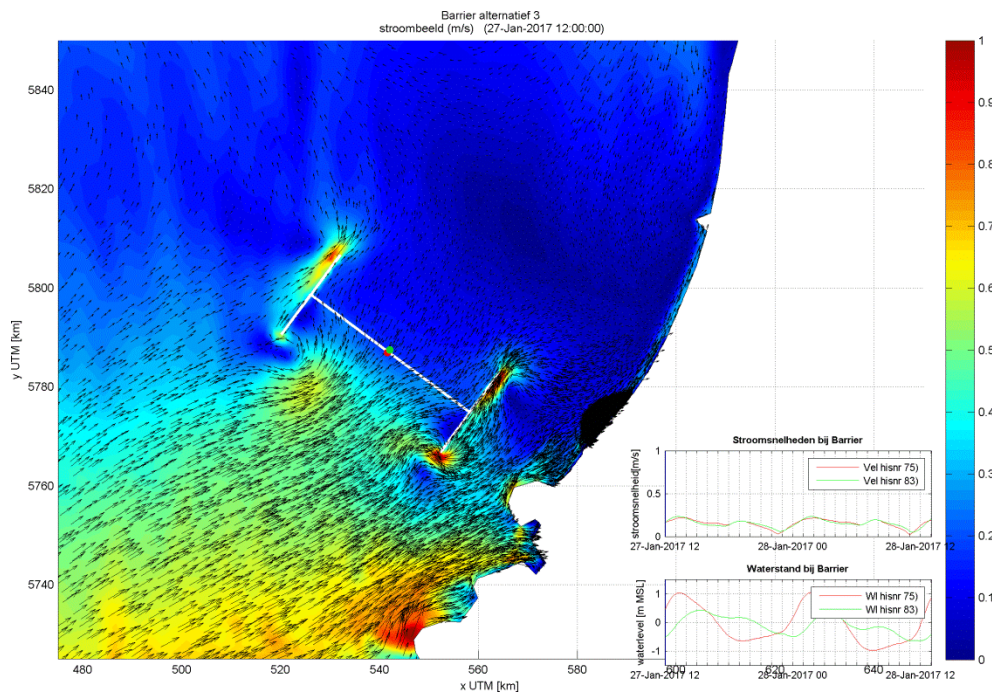 Barrier alternatief 3
stroombeeld (m/s)   (27-Jan-2017 12:00:00)
y UTM [km]
5840
5820
5800
5780
5760
5740
480
500
520
540
560
580
600
620
640
x UTM [km]
1
0.9
0.8
0.7
0.6
0.5
0.4
0.3
0.2
0.1
0
Stroomsnelheden bij Barrier
stroomsnelheid[m/s]
1
0.5
0
Vel hisnr 75)
Vel hisnr 83)
27-Jan-2017 12
28-Jan-2017 00
28-Jan-2017 12
Waterstand bij Barrier
waterlevel [m MSL]
1
0
-1
Wl hisnr 75)
Wl hisnr 83)
27-Jan-2017 12
28-Jan-2017 00
28-Jan-2017 12